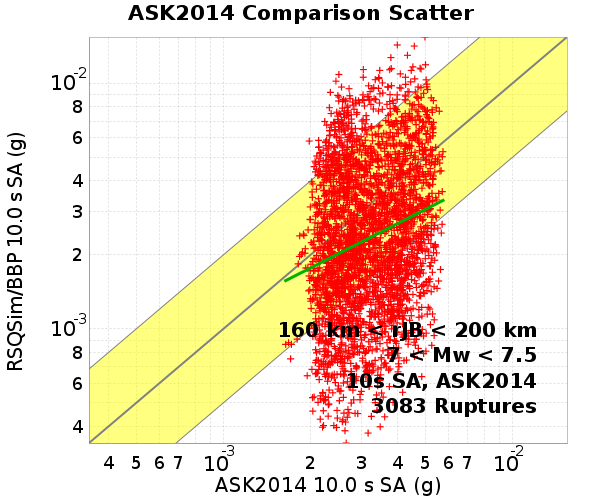 ASK2014 Comparison Scatter
RSQSim/BBP 10.0 s SA (g)
10-2
8
6
4
3
2
10-3
8
6
4
160 km < rJB < 200 km
7 < Mw < 7.5
10s SA, ASK2014
3083 Ruptures
4 5 6 7 10-3 2 3 4 5 6 7 10-2
ASK2014 10.0 s SA (g)